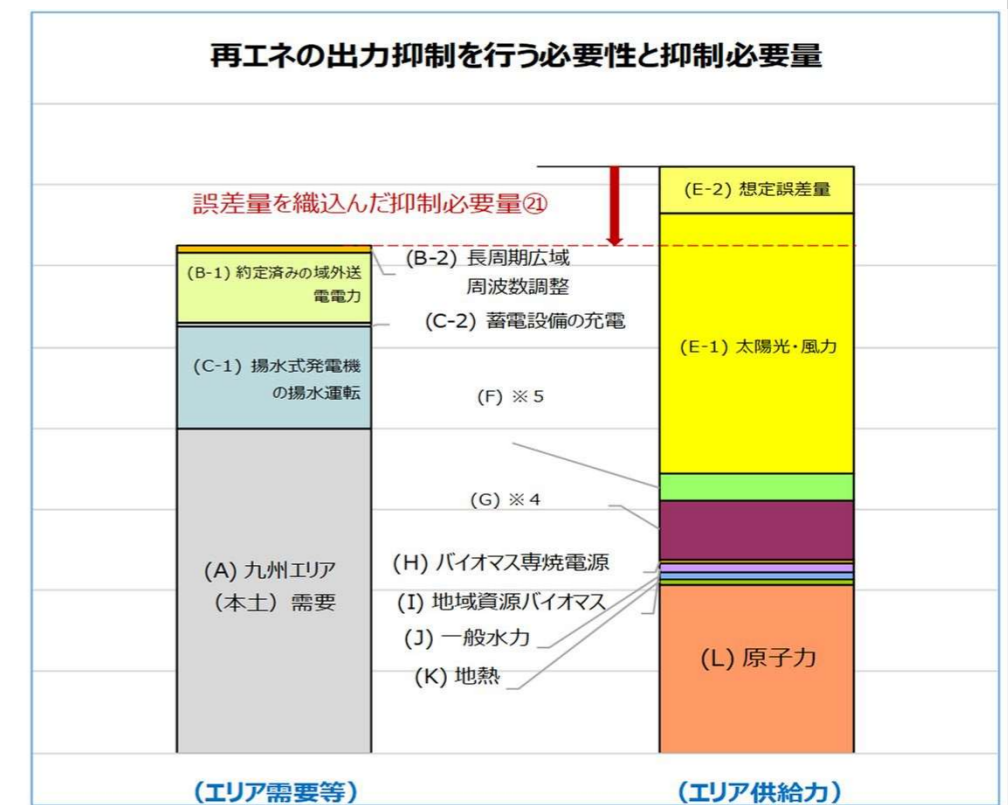 再エネの出力抑制を行う必要性と抑制必要量
誤差量を織込んだ抑制必要量㉑
(B-1) 約定済みの域外送
電電力
(C-1) 揚水式発電機
の揚水運転
(A) 九州エリア
（本土）需要
(B-2) 長周期広域
周波数調整
(C-2) 蓄電設備の充電
(F) ※５
(G) ※４
(H) バイオマス専焼電源
(I) 地域資源バイオマス
(J) 一般水力
(K) 地熱
(E-2) 想定誤差量
(E-1) 太陽光・風力
(L) 原子力
（エリア需要等）
（エリア供給力）